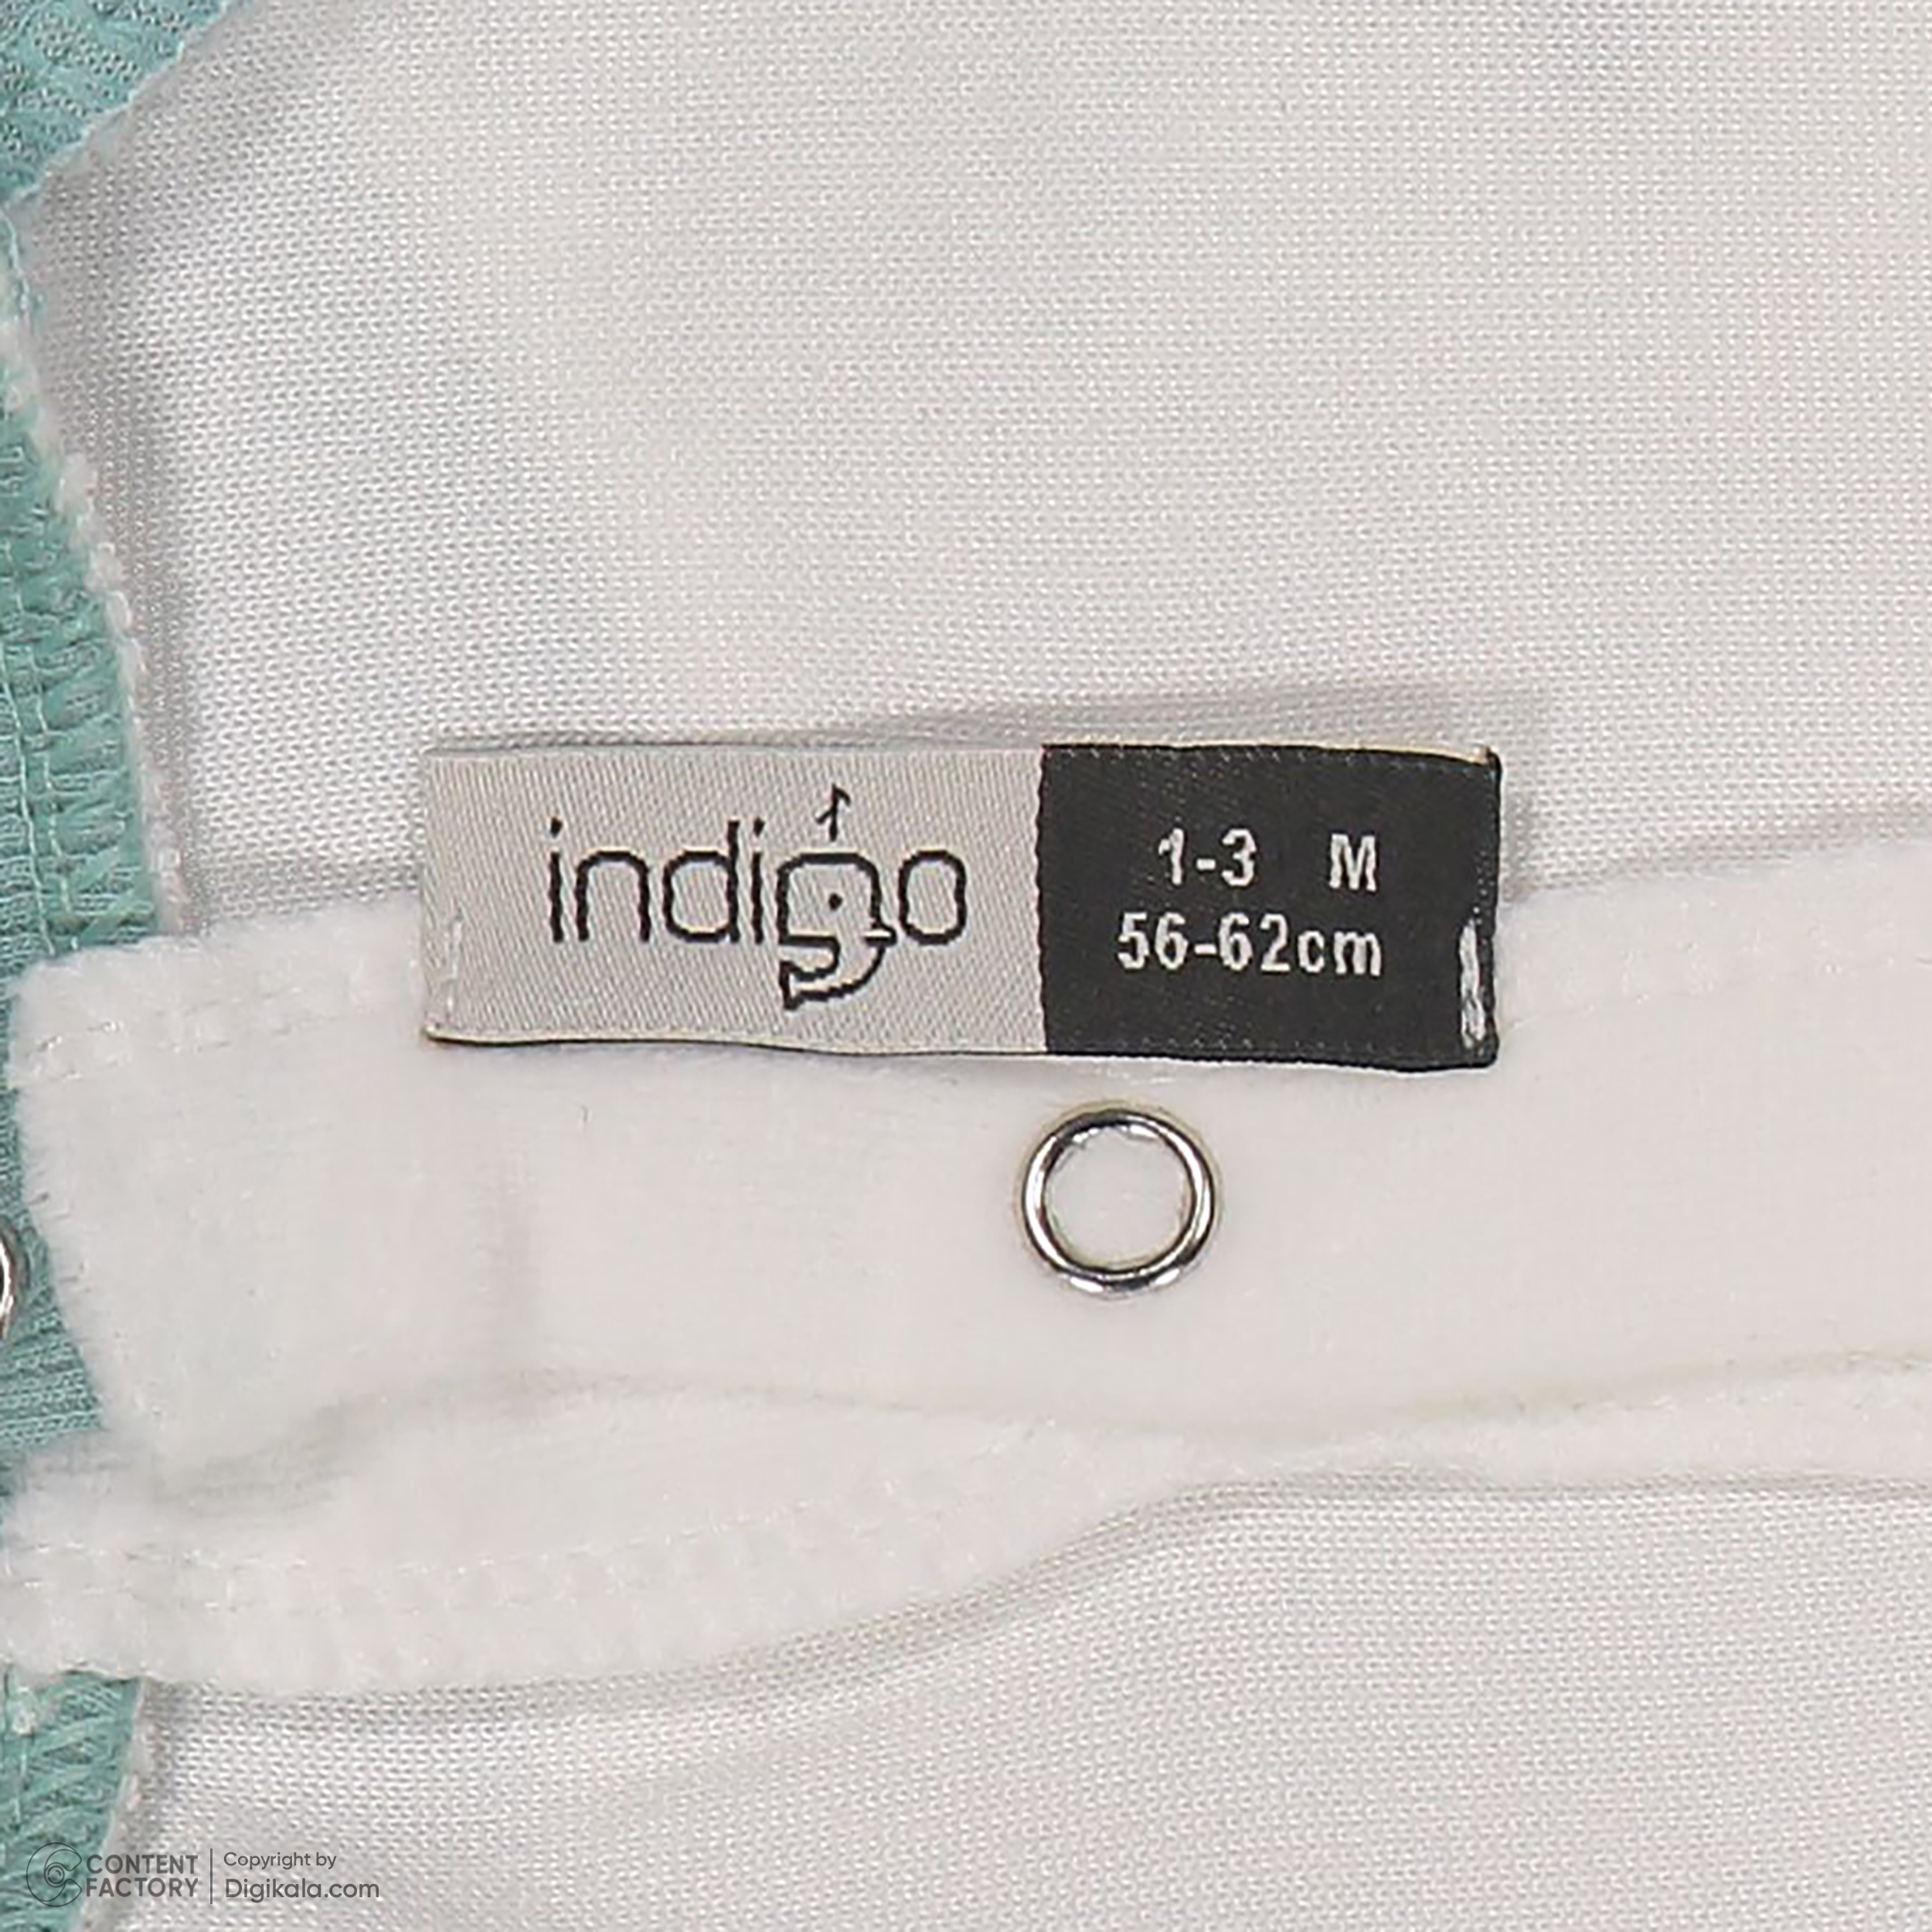 indigo
1-3 M
56-62cm
CONTENT FACTORY
Copyright by
Digikala.com